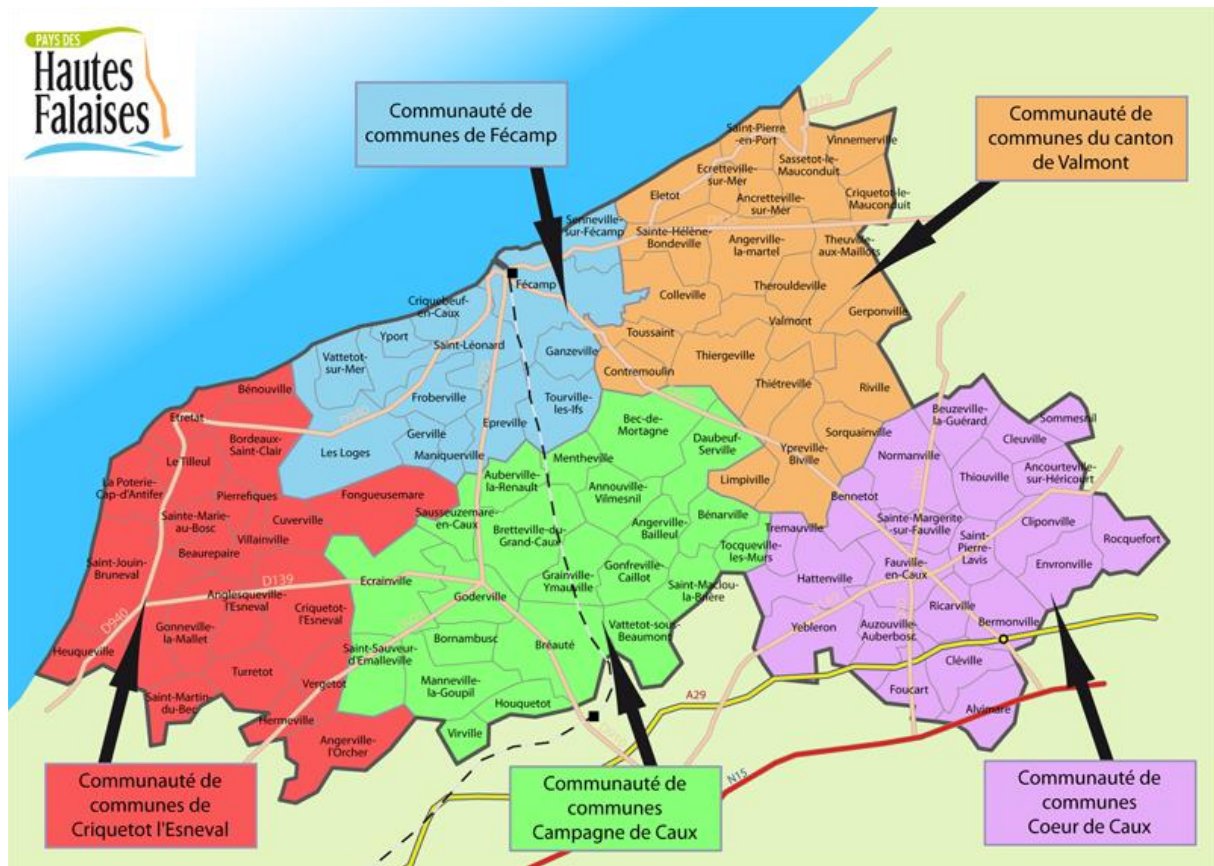 PAYS DES
Hautes
Falaises
Communauté de
communes de Fécamp
Communauté de
communes du canton
de Valmont
Saint-Pierre
-en-Port
Vinnemerville
Sassetot-le-
Mauconduit
Ecretteville-
sur-Mer
Eletot
Ancretteville-
sur-Mer
Criquetot-le-
Mauconduit
Senneville-
sur-Fécamp
Sainte-Hélène-
Bondeville
Angerville-
la-martel
Theuville-
aux-Maillots
Fécamp
Colleville
Thérouldeville
Criquebeuf-
en-Caux
Valmont
Gerponville
Yport
Saint-Léonard
Toussaint
Vattetot-
sur-Mer
Ganzeville
Thiergeville
Contremoulin
Bénouville
Froberville
Thiétreville
Riville
Tourville-
les-Ifs
Etretat
D940
Epreville
Bec-de-
Mortagne
Beuzeville-
la-Guérard
Sommesnil
Bordeaux-
Saint-Clair
Gerville
Maniquerville
Daubeuf-
Serville
Sorquainville
Cleuville
Les Loges
Mentheville
Ypreville-
Biville
Normanville
Le Tilleul
Limpiville
Thiouville
Ancourteville-
sur-Héricourt
La Poterie-
Cap-d'Antifer
Pierrefiques
Fongueusemare
Auberville-
la-Renault
Annouville-
Vilmesnil
Bennetot
Sainte-Marie-
au-Bosc
Cuverville
Sausseuzemare-
en-Caux
Bretteville-du-
Grand-Caux
Angerville-
Bailleul
Bénarville
Tremauville
Sainte-Margerite
-sur-Fauville
Cliponville
Villainville
Beaurepaire
Tocqueville-
les-Murs
Saint-
Pierre-
Lavis
Rocquefort
Saint-Jouin-
Bruneval
Envronville
Gonfreville-
Caillot
Fauville-
en-Caux
D139
Ecrainville
Grainville-
Ymauville
Hattenville
Anglesqueville-
l'Esneval
Goderville
Saint-Maclou-
la-Brière
Criquetot-
l'Esneval
Ricarville
D940
Gonneville-
la-Mallet
Bornambusc
Vattetot-sous-
Beaumont
Yebleron
Auzouville-
Auberbosc
Bermonville
Heuqueville
Saint-Sauveur-
d'Emalleville
Bréauté
Turretot
Cléville
Vergetot
Manneville-
la-Goupil
Saint-Martin-
du-Bec
Houquetot
A29
Foucart
Hermeville
Alvimare
Virville
Angerville-
l'Orcher
N15
Communauté de
communes de
Criquetot l'Esneval
Communauté de
communes
Campagne de Caux
Communauté de
communes
Coeur de Caux